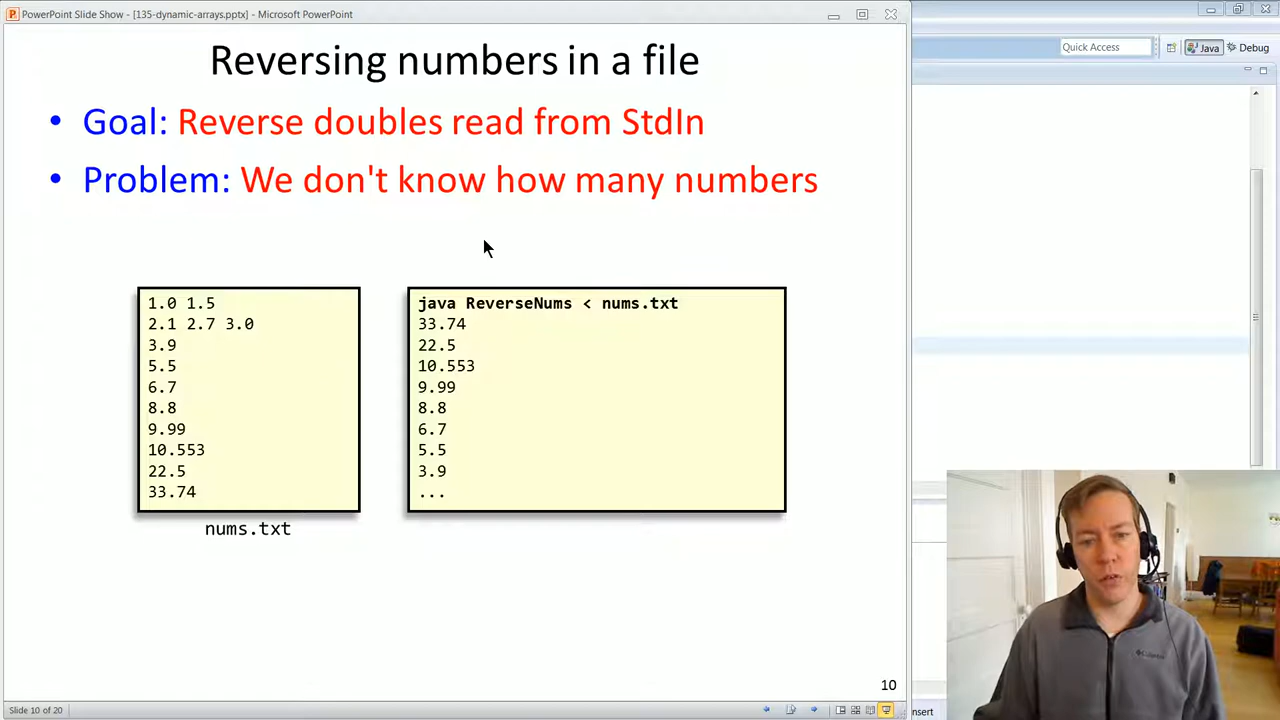 PowerPoint Slide Show - [135-dynamic-arrays.pptx] - Microsoft PowerPoint
Quick Access
Java
Debug
Reversing numbers in a file
• Goal: Reverse doubles read from StdIn
• Problem: We don't know how many numbers
1.0 1.5
2.1 2.7 3.0
3.9
5.5
6.7
8.8
9.99
10.553
22.5
33.74
nums.txt
java ReverseNums < nums.txt
33.74
22.5
10.553
9.99
8.8
6.7
5.5
3.9
...
Columbia
10
Slide 10 of 20
nsert